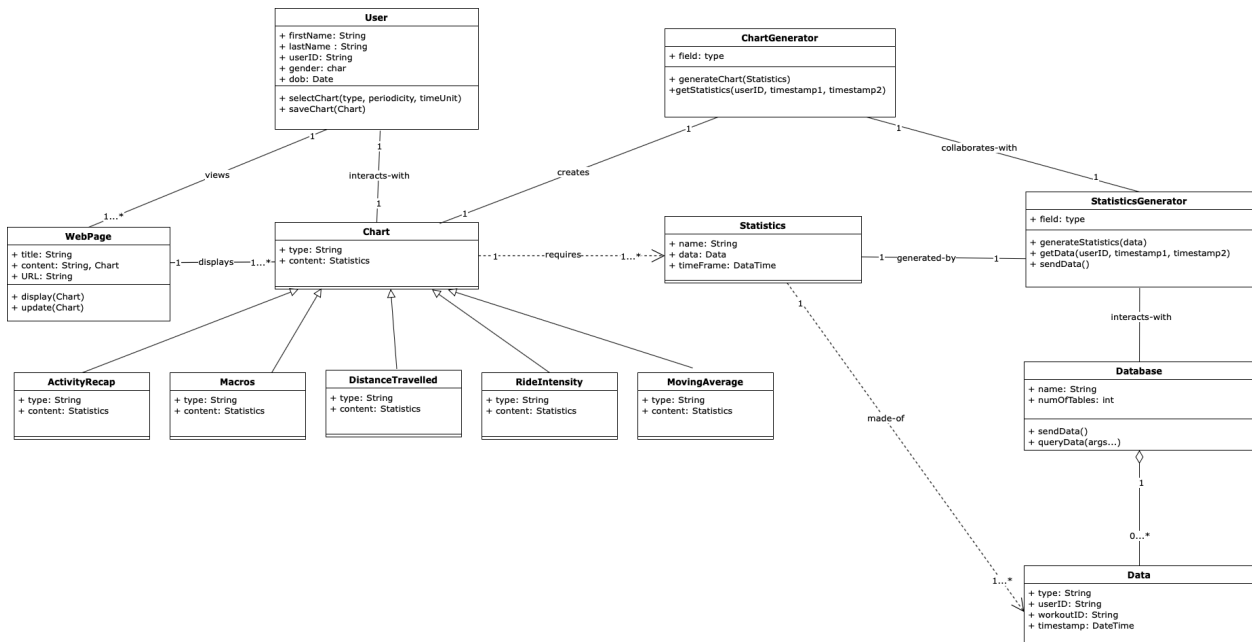 User
+ firstName: String
+ lastName : String
+ userID: String
+ gender: char
+ dob: Date
+ selectChart(type, periodicity, timeUnit)
+ saveChart(Chart)
ChartGenerator
+ field: type
+ generateChart(Statistics)
+getStatistics(userID, timestamp1, timestamp2)
1
views
1...*
1
interacts-with
1
1
creates
1
1
collaborates-with
1
WebPage
+ title: String
+ content: String, Chart
+ URL: String
+ display(Chart)
+ update(Chart)
1 displays 1...*
Chart
+ type: String
+ content: Statistics
1 requires 1...*
Statistics
+ name: String
+ data: Data
+ timeFrame: DataTime
1 generated-by 1
StatisticsGenerator
+ field: type
+ generateStatistics(data)
+ getData(userID, timestamp1, timestamp2)
+ sendData()
interacts-with
ActivityRecap
+ type: String
+ content: Statistics
Macros
+ type: String
+ content: Statistics
DistanceTravelled
+ type: String
+ content: Statistics
RideIntensity
+ type: String
+ content: Statistics
MovingAverage
+ type: String
+ content: Statistics
1
made-of
1...*
Database
+ name: String
+ numOfTables: int
+ sendData()
+ queryData(args...)
1
0...*
Data
+ type: String
+ userID: String
+ workoutID: String
+ timestamp: DateTime